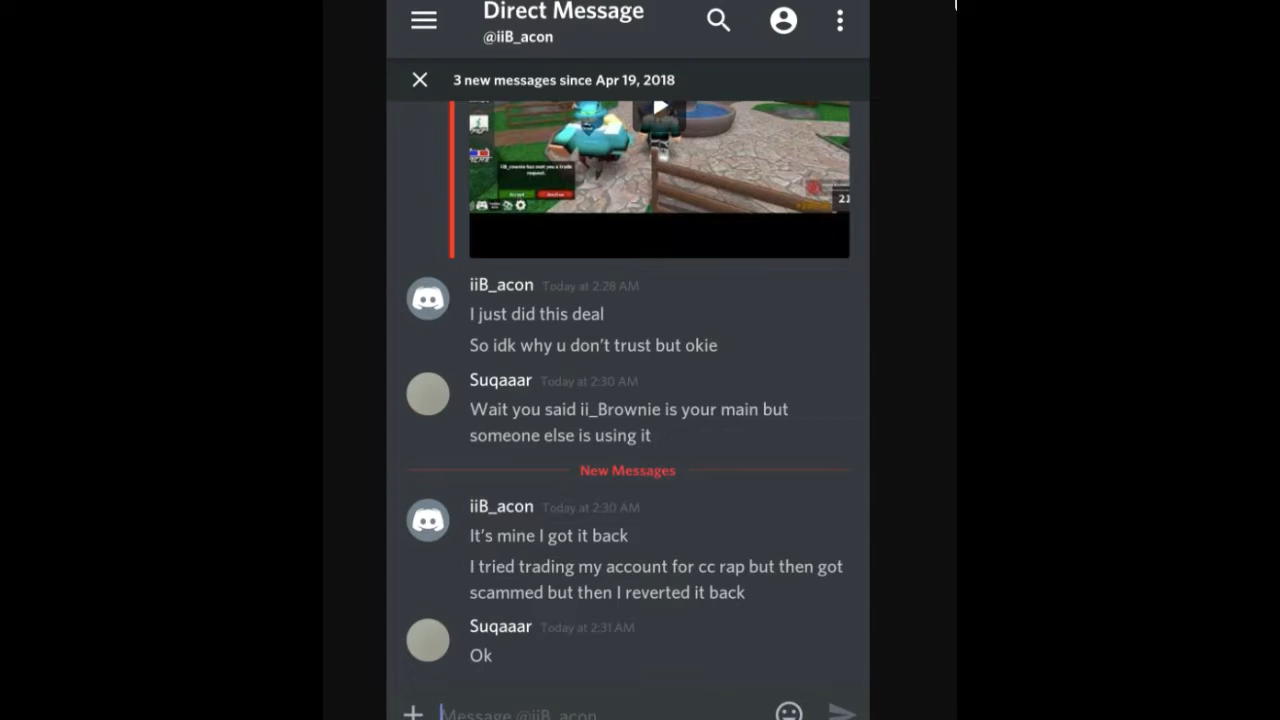 Direct Message
@iiB_acon
3 new messages since Apr 19, 2018
21
iiB_acon Today at 2:28 AM
I just did this deal
So idk why u don't trust but okie
Suqaaar Today at 2:30 AM
Wait you said ii_Brownie is your main but
someone else is using it
New Messages
iiB_acon Today at 2:30 AM
It's mine I got it back
I tried trading my account for cc rap but then got
scammed but then I reverted it back
Suqaaar Today at 2:31 AM
Ok
Message @iiB_acon